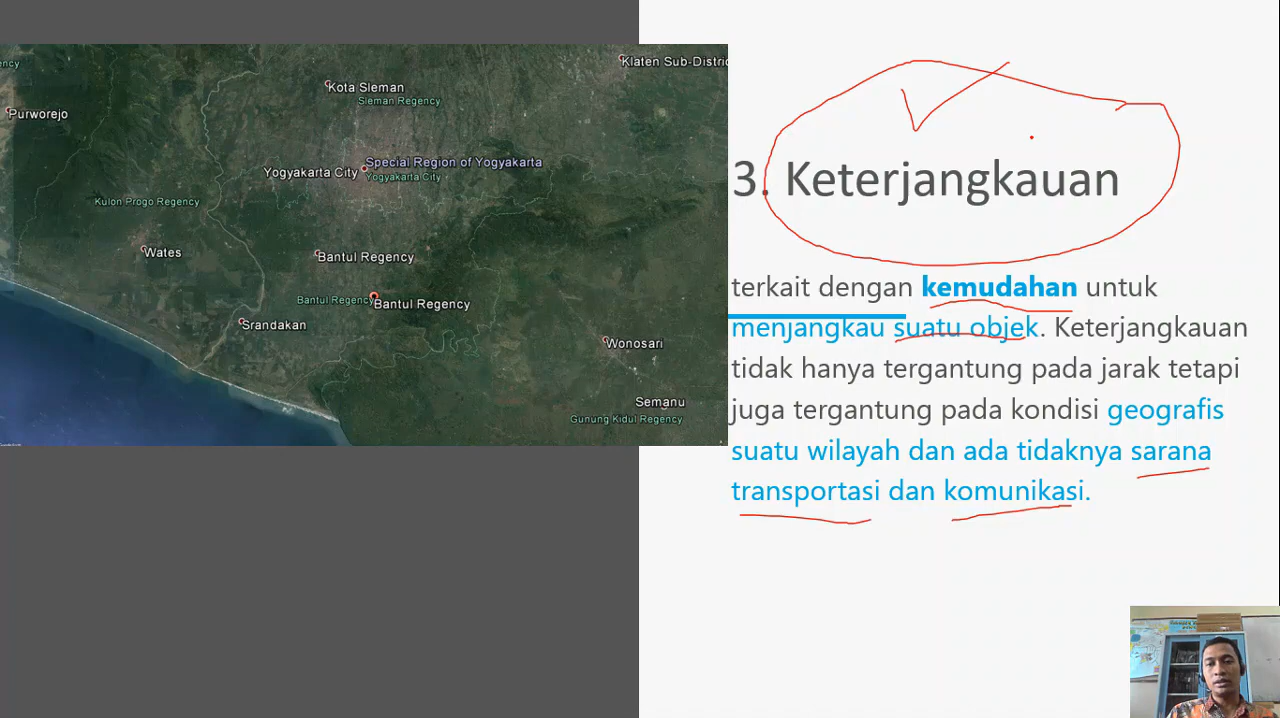 ency
Klaten Sub-Distric
Kota Sleman
Sleman Regency
Purworejo
Special Region of Yogyakarta
Yogyakarta City
Yogyakarta City
Kulon Progo Regency
Wates
Bantul Regency
Bantul Regency
Bantul Regency
Srandakan
Wonosari
Semanu
Gunung Kidul Regency
3. Keterjangkauan
terkait dengan kemudahan untuk
menjangkau suatu objek. Keterjangkauan
tidak hanya tergantung pada jarak tetapi
juga tergantung pada kondisi geografis
suatu wilayah dan ada tidaknya sarana
transportasi dan komunikasi.